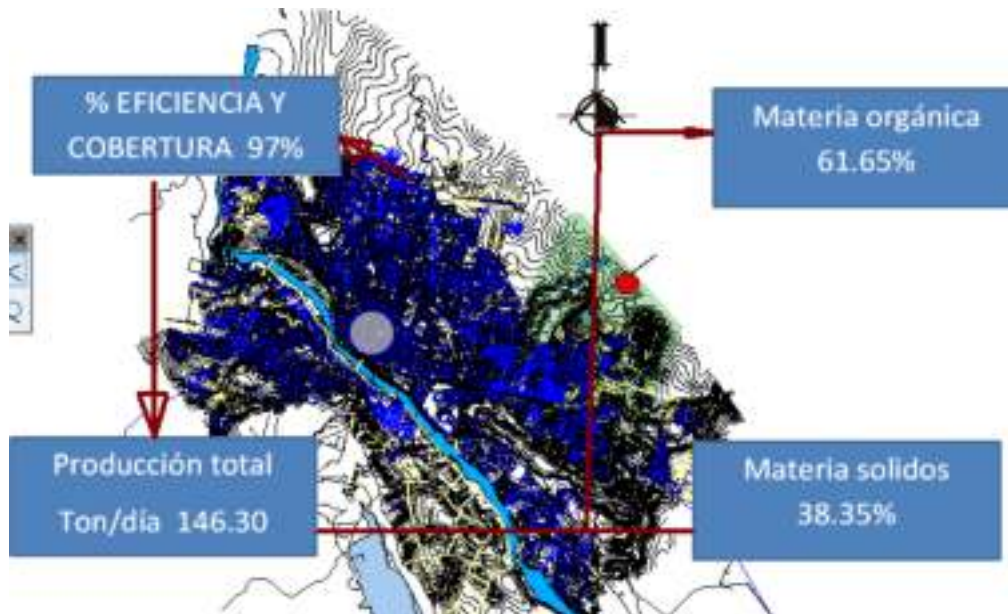 % EFICIENCIA Y
COBERTURA 97%
Materia orgánica
61.65%
Producción total
Ton/día 146.30
Materia solidos
38.35%